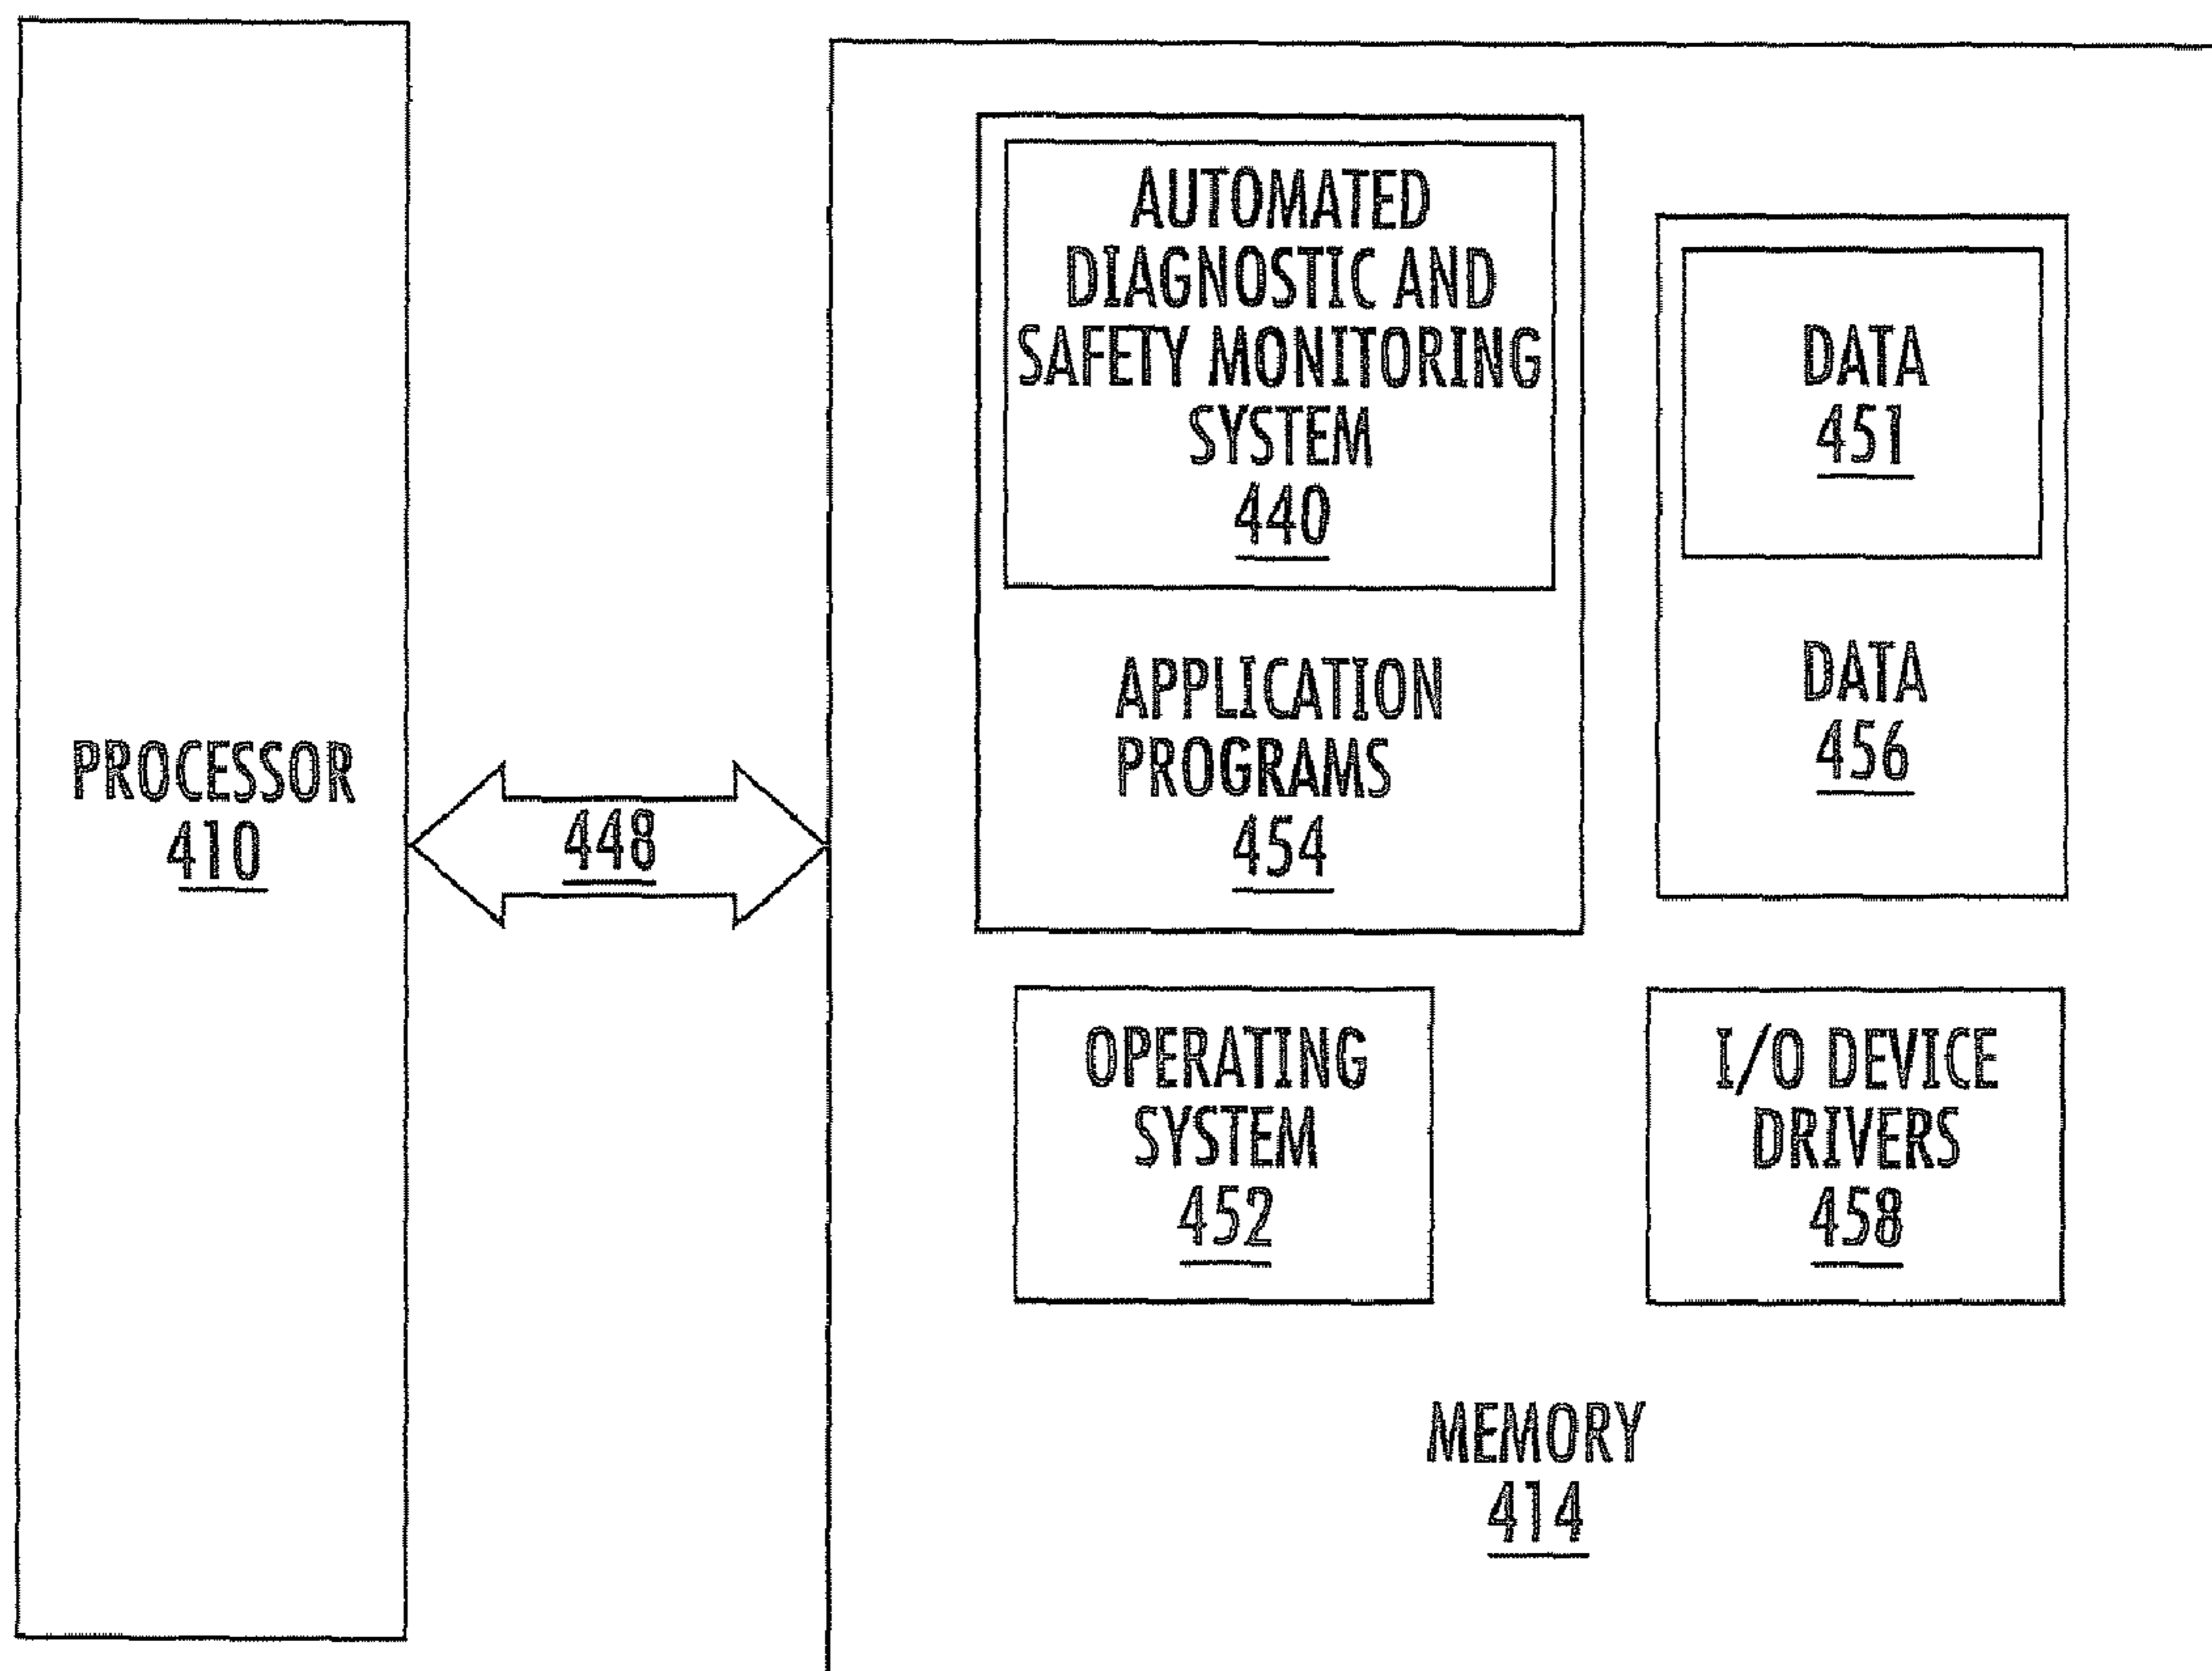 PROCESSOR
410
448
AUTOMATED
DIAGNOSTIC AND
SAFETY MONITORING
SYSTEM
440
APPLICATION
PROGRAMS
454
DATA
451
DATA
456
OPERATING
SYSTEM
452
I/O DEVICE
DRIVERS
458
MEMORY
414